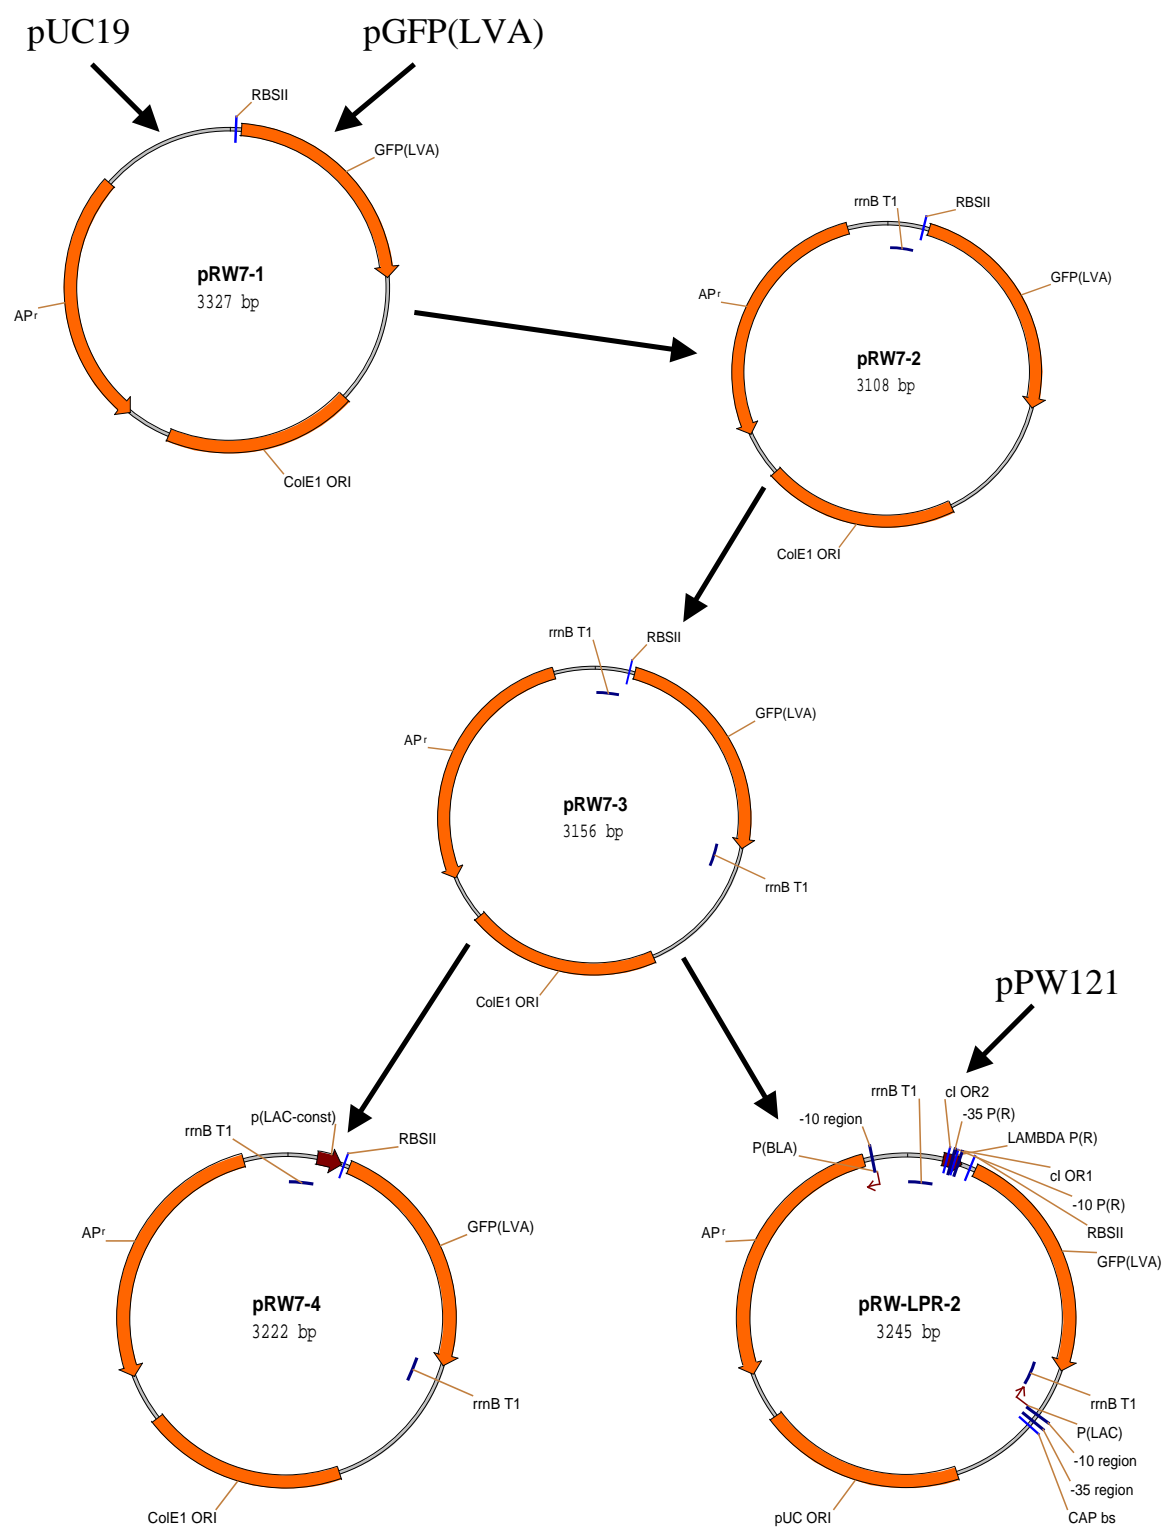 pUC19
pGFP(LVA)
RBSII
GFP(LVA)
pRW7-1
3327 bp
APr
ColE1 ORI
rrnB T1
RBSII
GFP(LVA)
APr
pRW7-2
3108 bp
ColE1 ORI
rrnB T1
RBSII
GFP(LVA)
APr
pRW7-3
3156 bp
rrnB T1
ColE1 ORI
pPW121
p(LAC-const)
rrnB T1
RBSII
GFP(LVA)
APr
pRW7-4
3222 bp
rrnB T1
ColE1 ORI
rrnB T1
cI OR2
-35 P(R)
-10 region
LAMBDA P(R)
P(BLA)
cI OR1
-10 P(R)
RBSII
GFP(LVA)
APr
pRW-LPR-2
3245 bp
rrnB T1
P(LAC)
-10 region
-35 region
CAP bs
pUC ORI